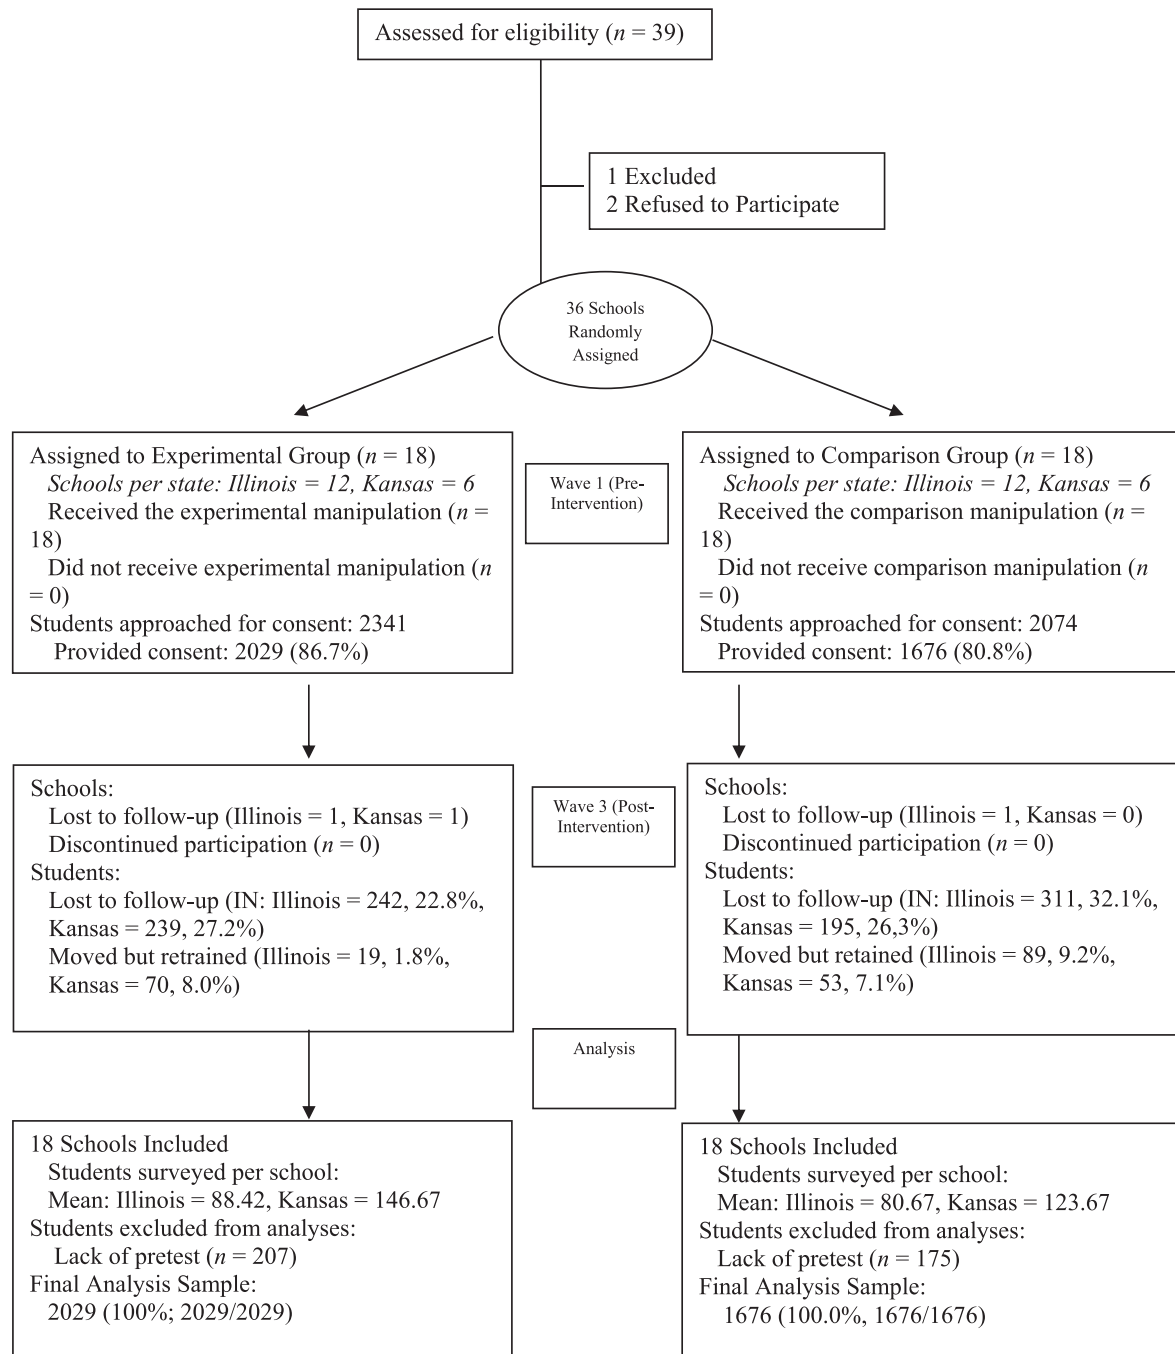 Assessed for eligibility (n = 39)
1 Excluded
2 Refused to Participate
36 Schools
Randomly
Assigned
Assigned to Experimental Group (n = 18)
Schools per state: Illinois = 12, Kansas = 6
Received the experimental manipulation (n =
18)
Did not receive experimental manipulation (n
= 0)
Students approached for consent: 2341
Provided consent: 2029 (86.7%)
Wave 1 (Pre-
Intervention)
Assigned to Comparison Group (n = 18)
Schools per state: Illinois = 12, Kansas = 6
Received the comparison manipulation (n =
18)
Did not receive comparison manipulation (n
= 0)
Students approached for consent: 2074
Provided consent: 1676 (80.8%)
Schools:
Lost to follow-up (Illinois = 1, Kansas = 1)
Discontinued participation (n = 0)
Students:
Lost to follow-up (IN: Illinois = 242, 22.8%,
Kansas = 239, 27.2%)
Moved but retrained (Illinois = 19, 1.8%,
Kansas = 70, 8.0%)
Wave 3 (Post-
Intervention)
Schools:
Lost to follow-up (Illinois = 1, Kansas = 0)
Discontinued participation (n = 0)
Students:
Lost to follow-up (IN: Illinois = 311, 32.1%,
Kansas = 195, 26,3%)
Moved but retained (Illinois = 89, 9.2%,
Kansas = 53, 7.1%)
Analysis
18 Schools Included
Students surveyed per school:
Mean: Illinois = 88.42, Kansas = 146.67
Students excluded from analyses:
Lack of pretest (n = 207)
Final Analysis Sample:
2029 (100%; 2029/2029)
18 Schools Included
Students surveyed per school:
Mean: Illinois = 80.67, Kansas = 123.67
Students excluded from analyses:
Lack of pretest (n = 175)
Final Analysis Sample:
1676 (100.0%, 1676/1676)